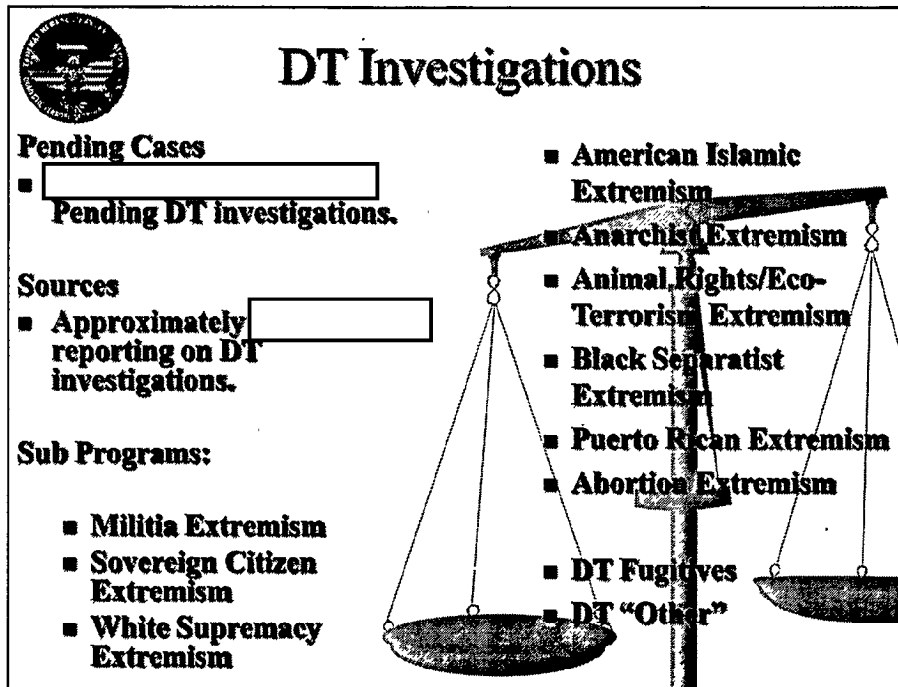 DT Investigations
Pending Cases
■
Pending DT investigations.
Sources
■ Approximately
reporting on DT
investigations.
Sub Programs:
■ Militia Extremism
■ Sovereign Citizen
Extremism
■ White Supremacy
Extremism
■ American Islamic
Extremism
■ Anarchist Extremism
■ Animal Rights/Eco-
Terrorism Extremism
■ Black Separatist
Extremism
■ Puerto Rican Extremism
■ Abortion Extremism
■ DT Fugitives
■ DT “Other”